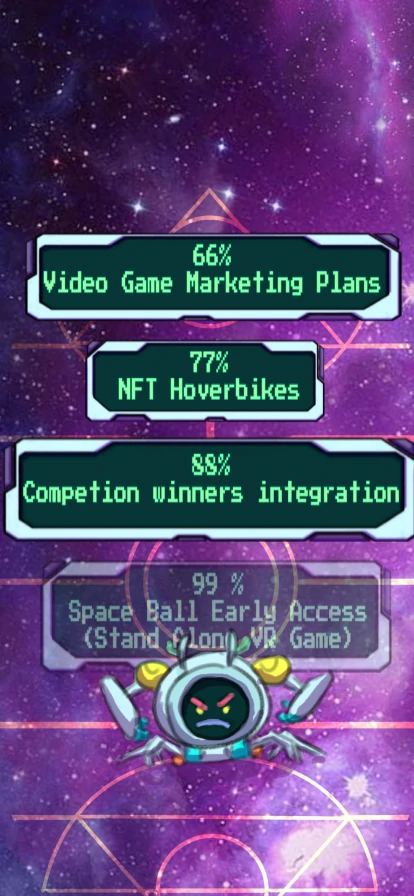 66%
Video Game Marketing Plans
77%
NFT Hoverbikes
88%
Competion winners integration
99 %
Space Ball Early Access
(Stand Alone VR Game)